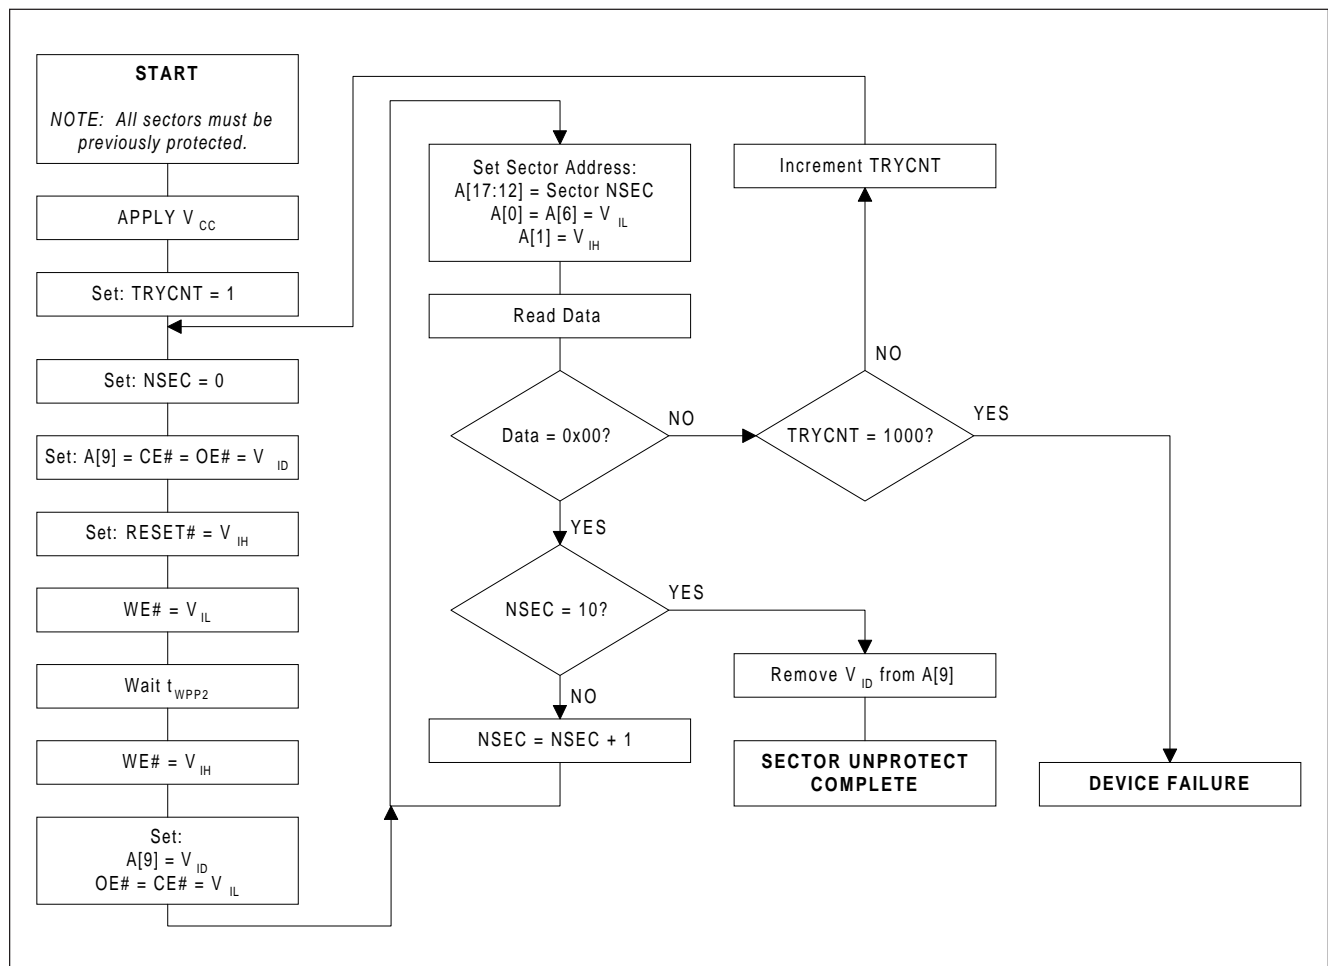 START
NOTE: All sectors must be
previously protected.
APPLY V CC
Set: TRYCNT = 1
Set: NSEC = 0
Set: A[9] = CE# = OE# = V ID
Set: RESET# = V IH
WE# = V IL
Wait t WPP2
WE# = V IH
Set:
A[9] = V ID
OE# = CE# = V IL
Set Sector Address:
A[17:12] = Sector NSEC
A[0] = A[6] = V IL
A[1] = V IH
Read Data
Data = 0x00?
NO
YES
NSEC = 10?
YES
NO
NSEC = NSEC + 1
Increment TRYCNT
NO
TRYCNT = 1000?
YES
Remove V ID from A[9]
SECTOR UNPROTECT
COMPLETE
DEVICE FAILURE